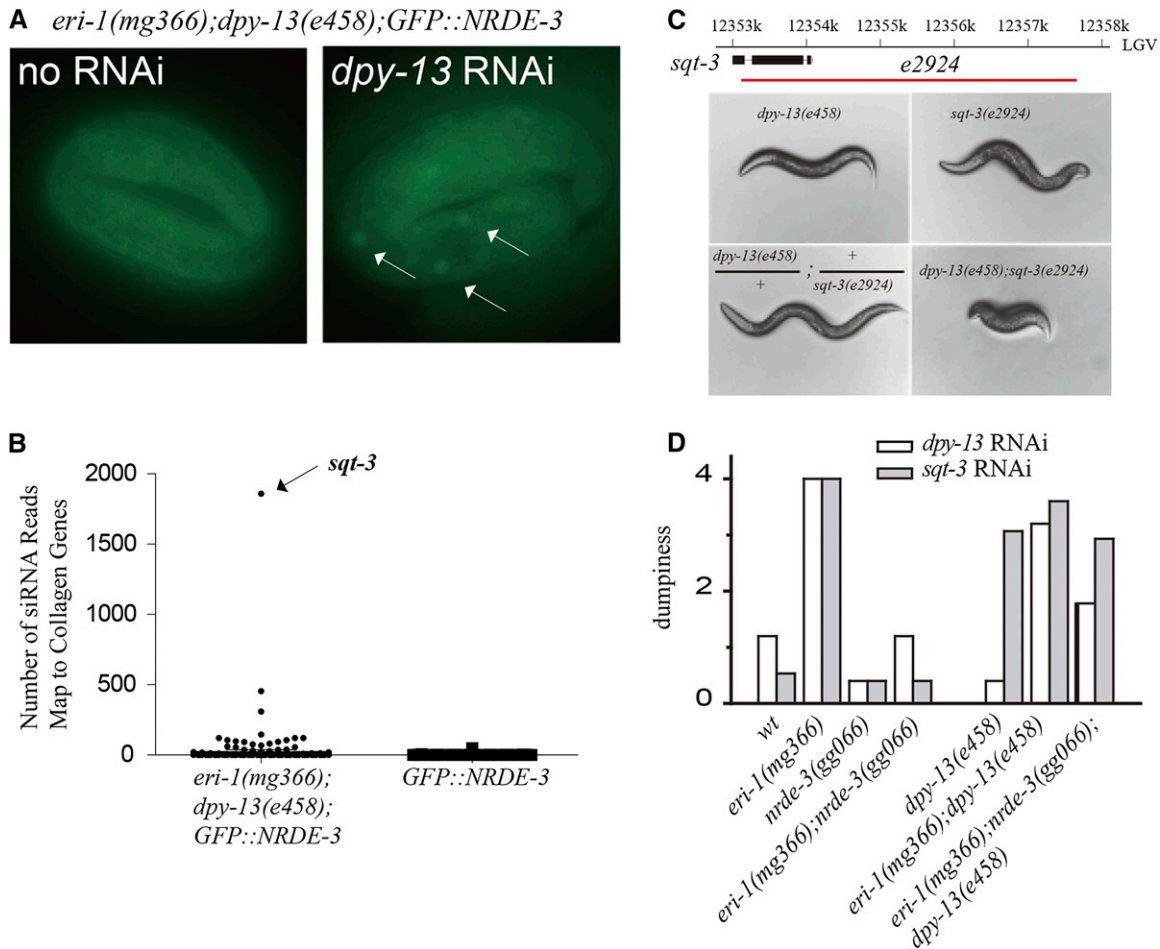 A
eri-1(mg366);dpy-13(e458);GFP::NRDE-3
no RNAi
dpy-13 RNAi
B
Number of siRNA Reads
Map to Collagen Genes
2000
1500
1000
500
0
sqt-3
eri-1(mg366);
dpy-13(e458);
GFP::NRDE-3
GFP::NRDE-3
C
12353k 12354k 12355k 12356k 12357k 12358k
LGV
sqt-3
e2924
dpy-13(e458)
sqt-3(e2924)
dpy-13(e458)
+
;
+
sqt-3(e2924)
dpy-13(e458);sqt-3(e2924)
D
dpy-13 RNAi
sqt-3 RNAi
dumpiness
4
2
0
wt
eri-1(mg366)
nrde-3(gg066)
eri-1(mg366);nrde-3(gg066)
dpy-13(e458)
eri-1(mg366);dpy-13(e458)
eri-1(mg366);nrde-3(gg066);
dpy-13(e458)